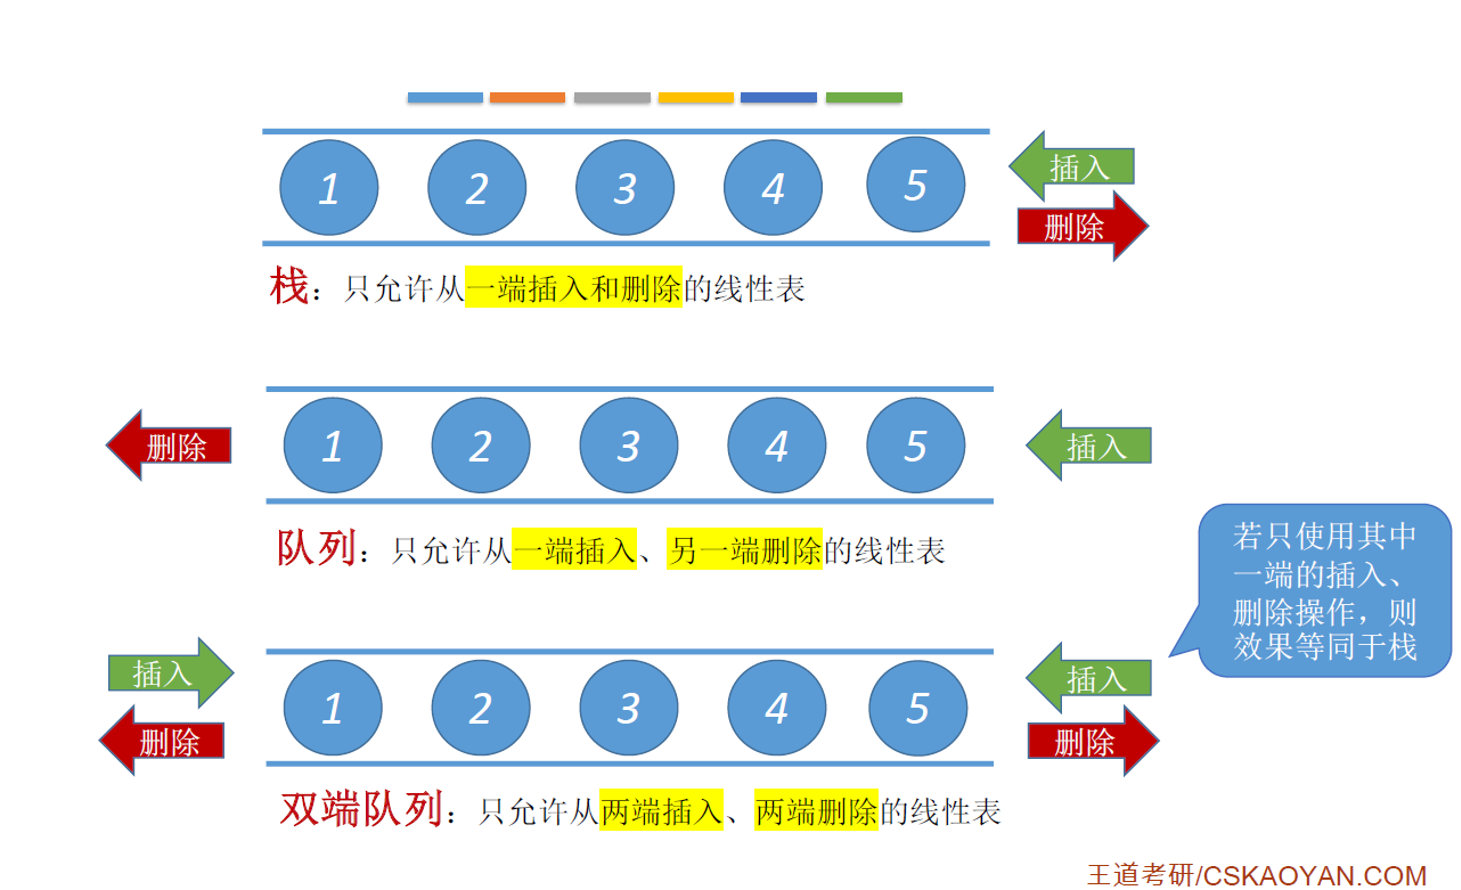 1 2 3 4 5
插入
删除
栈：只允许从一端插入和删除的线性表
删除
1 2 3 4 5
插入
队列：只允许从一端插入、另一端删除的线性表
若只使用其中
一端的插入、
删除操作，则
效果等同于栈
插入
删除
1 2 3 4 5
插入
删除
双端队列：只允许从两端插入、两端删除的线性表
王道考研/CSKAOYAN.COM